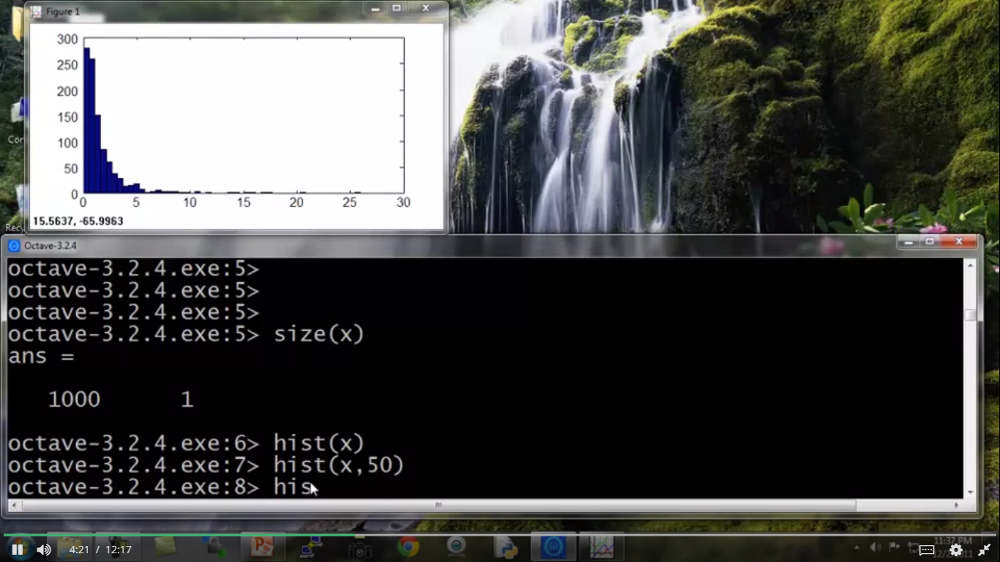 Figure 1
300
250
200
150
100
50
0
0 5 10 15 20 25 30
15.5637, -65.9963
Octave-3.2.4
octave-3.2.4.exe:5>
octave-3.2.4.exe:5>
octave-3.2.4.exe:5>
octave-3.2.4.exe:5> size(x)
ans =
1000 1
octave-3.2.4.exe:6> hist(x)
octave-3.2.4.exe:7> hist(x,50)
octave-3.2.4.exe:8> his
4:21 / 12:17
11:37 PM